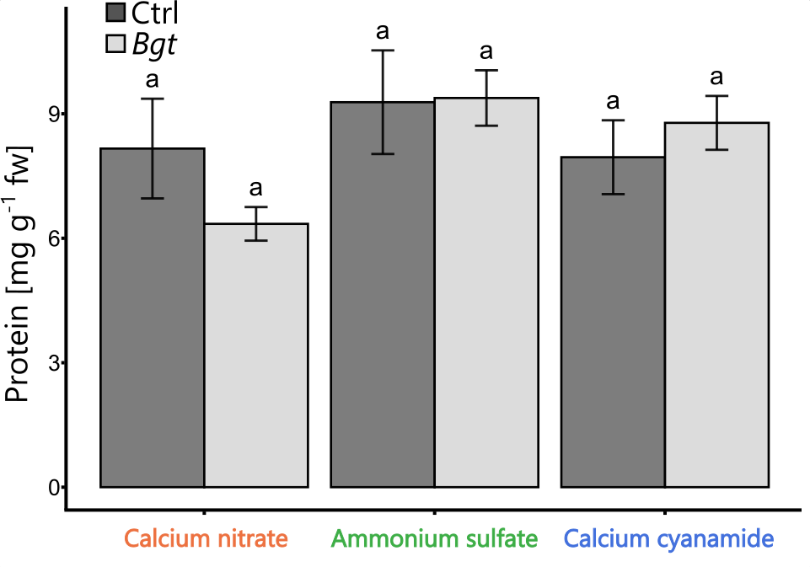 Ctrl
Bgt
a
a
a
a
a
a
9
6
3
0
Protein [mg g⁻¹ fw]
Calcium nitrate
Ammonium sulfate
Calcium cyanamide